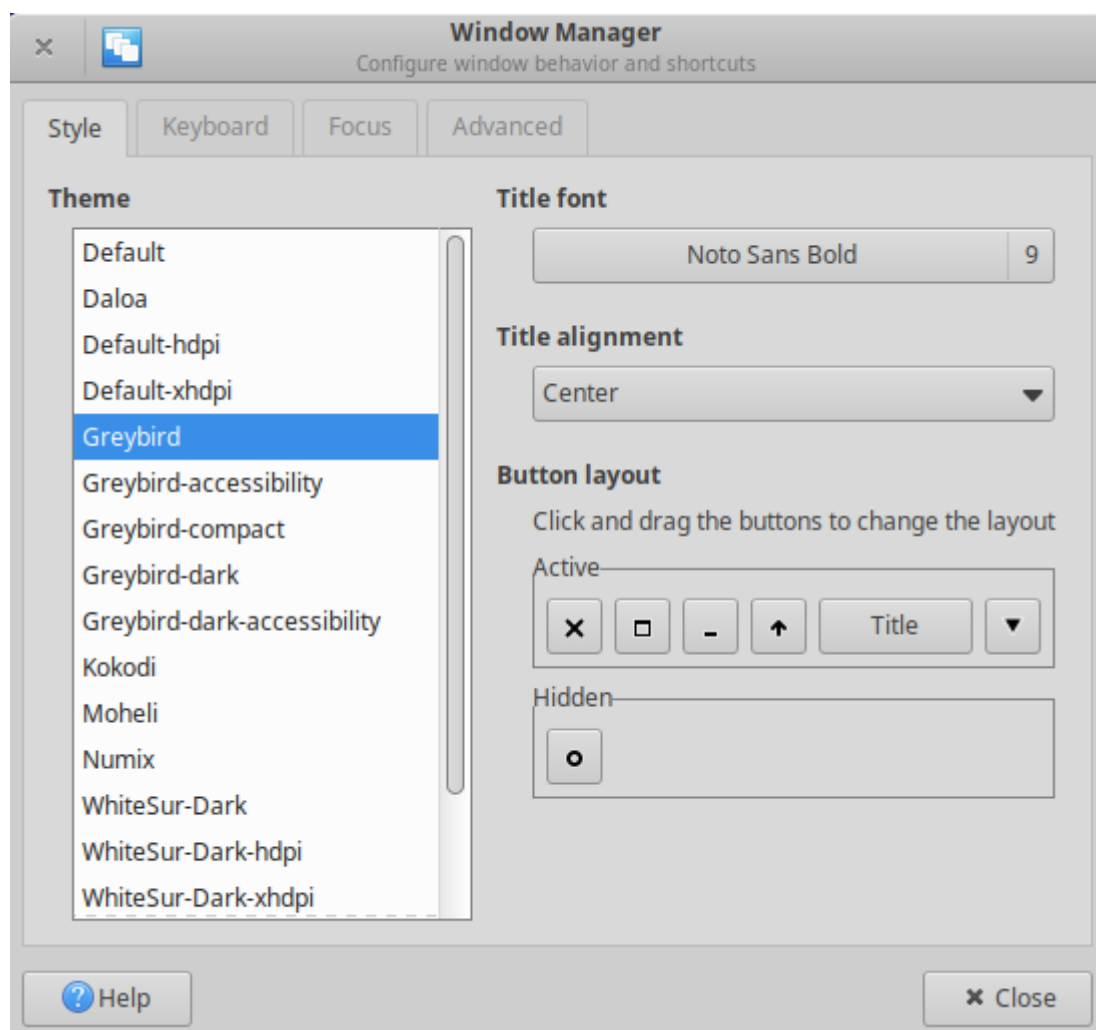 Window Manager
Configure window behavior and shortcuts
Style Keyboard Focus Advanced
Theme
Default
Daloa
Default-hdpi
Default-xhdpi
Greybird
Greybird-accessibility
Greybird-compact
Greybird-dark
Greybird-dark-accessibility
Kokodi
Moheli
Numix
WhiteSur-Dark
WhiteSur-Dark-hdpi
WhiteSur-Dark-xhdpi
Title font
Noto Sans Bold 9
Title alignment
Center
Button layout
Click and drag the buttons to change the layout
Active
Title
Hidden
Help
Close